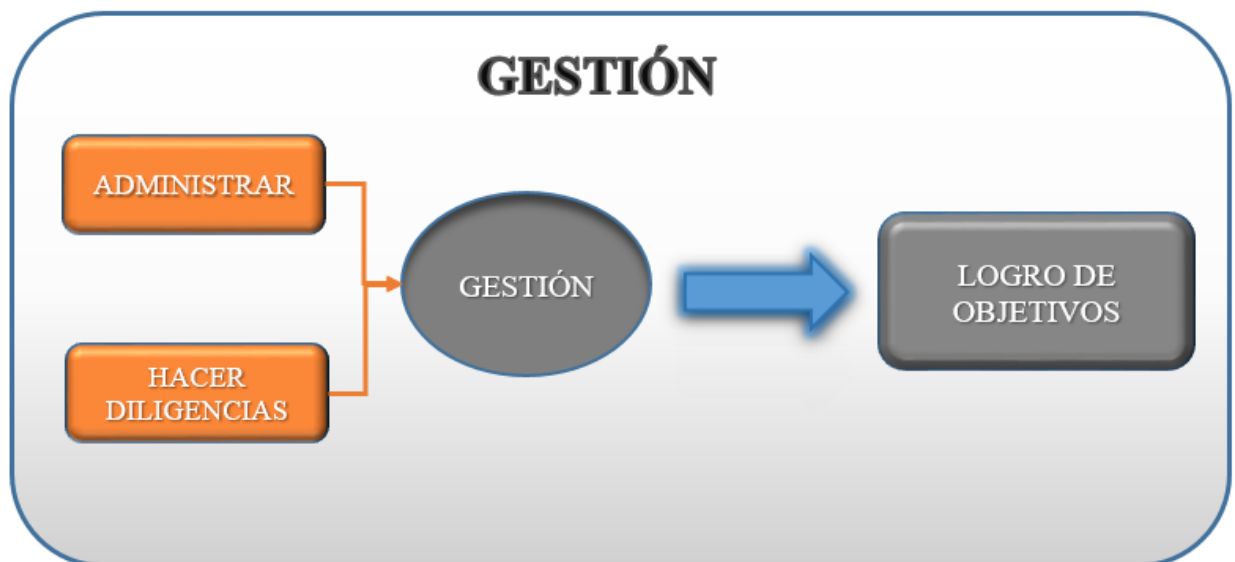 GESTIÓN
ADMINISTRAR
HACER
DILIGENCIAS
GESTIÓN
LOGRO DE
OBJETIVOS